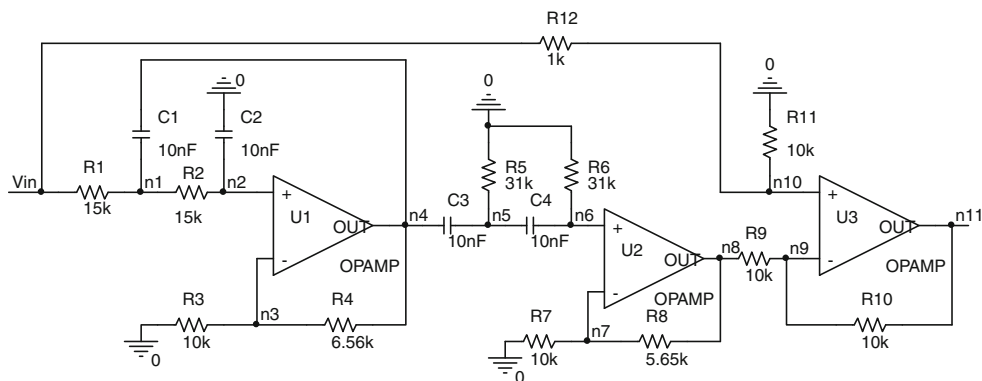 R12
1k
0
0
0
C1
10nF
C2
10nF
R11
10k
R1
15k
Vin
n1
R2
15k
n2
+
-
U1
OUT
OPAMP
n4
R5
31k
R6
31k
C3
10nF
n5
C4
10nF
n6
+
-
U2
OUT
OPAMP
n8
R9
10k
n9
n10
+
-
U3
OUT
OPAMP
n11
R3
10k
n3
R4
6.56k
0
R7
10k
n7
R8
5.65k
0
R10
10k